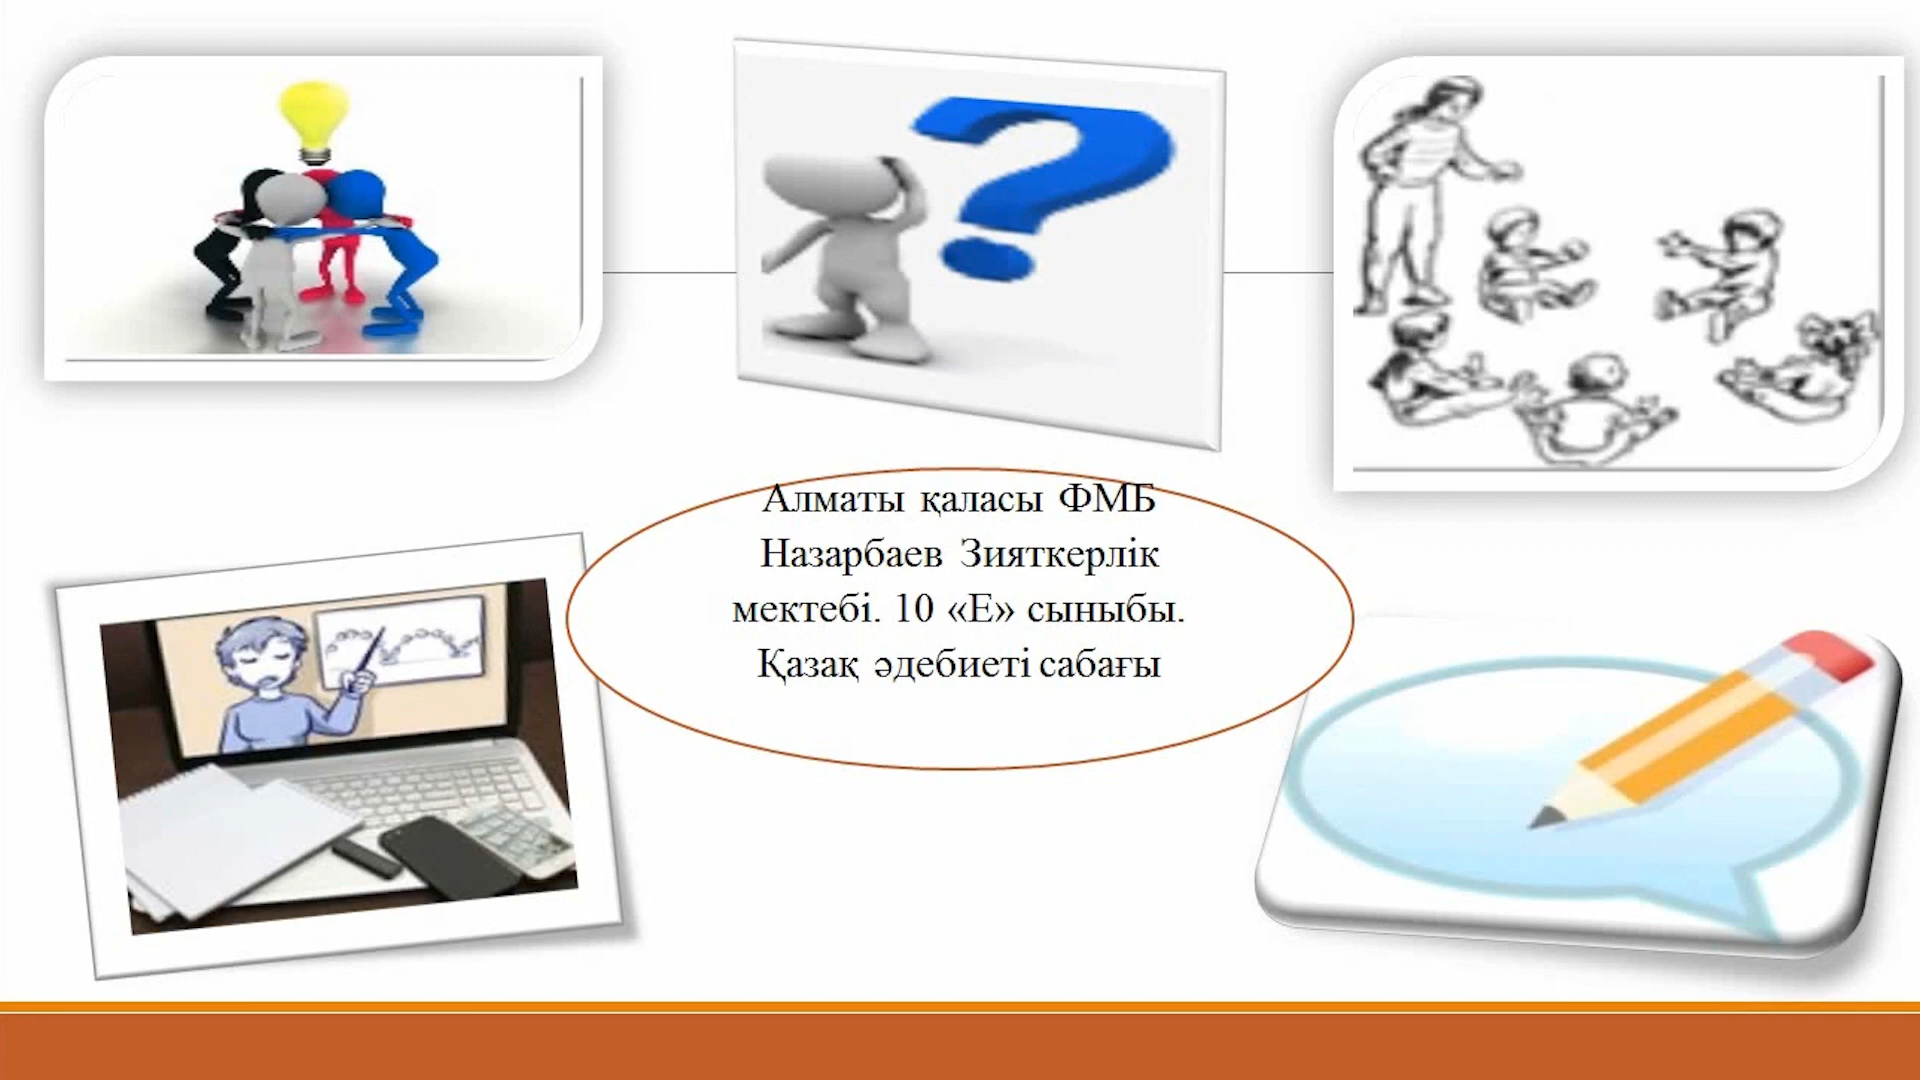 Алматы қаласы ФМБ
Назарбаев Зияткерлік
мектебі. 10 «Е» сыныбы.
Қазақ әдебиеті сабағы